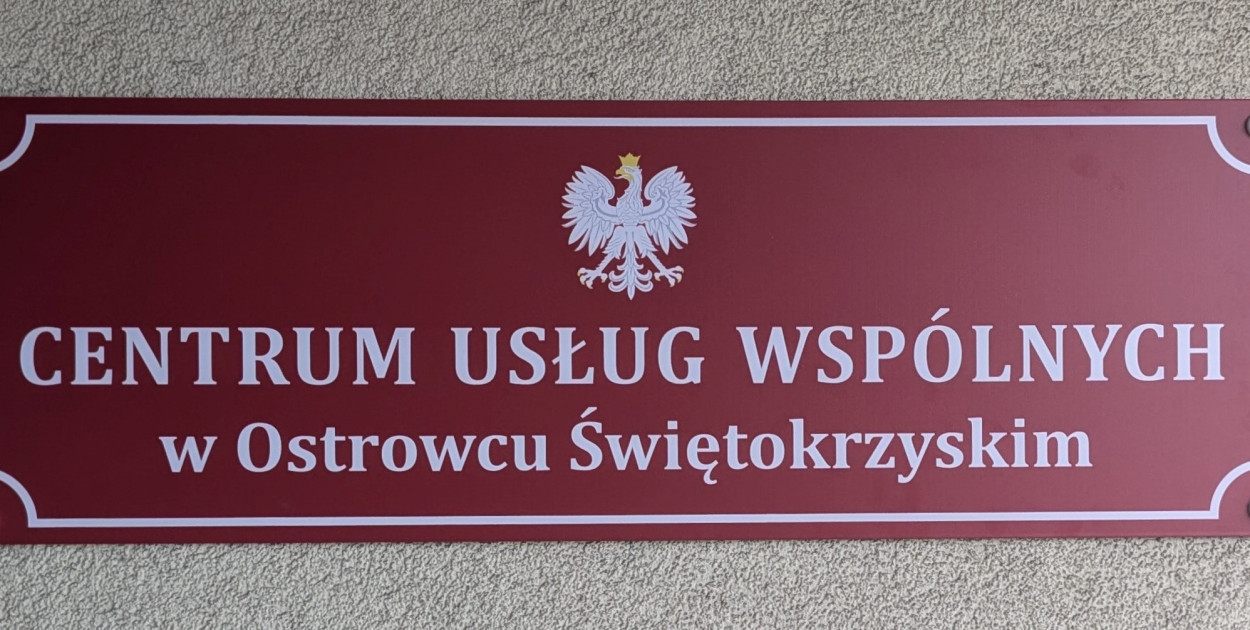 CENTRUM USŁUG WSPÓLNYCH
w Ostrowcu Świętokrzyskim